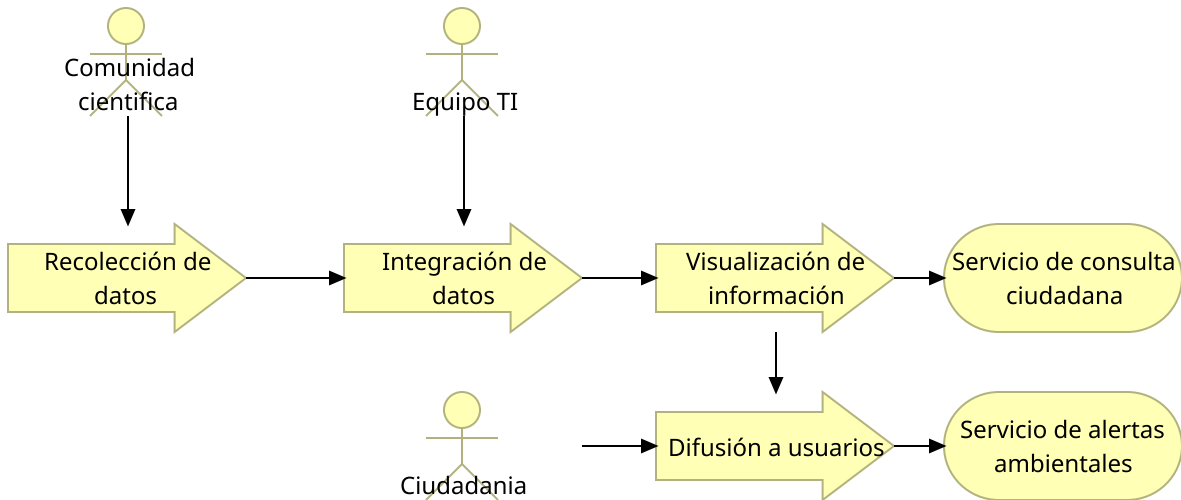 Comunidad
cientifica
Equipo TI
Recolección de
datos
Integración de
datos
Visualización de
información
Servicio de consulta
ciudadana
Ciudadania
Difusión a usuarios
Servicio de alertas
ambientales